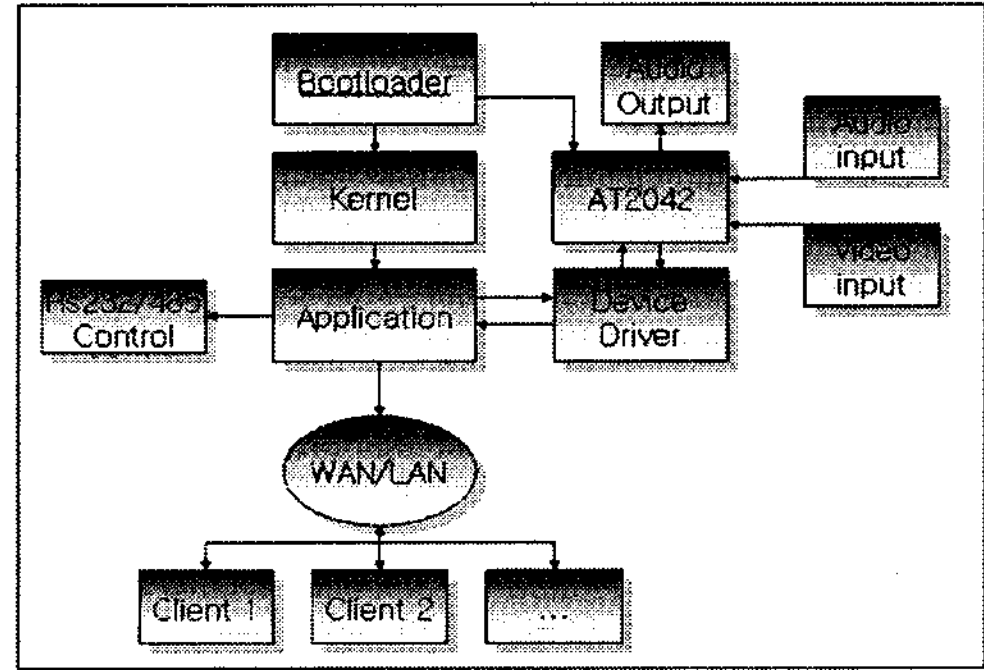 Bootloader
Audio
Output
Audio
input
Kernel
AT2042
Video
input
RS232/485
Control
Application
Device
Driver
WAN/LAN
Client 1
Client 2
...